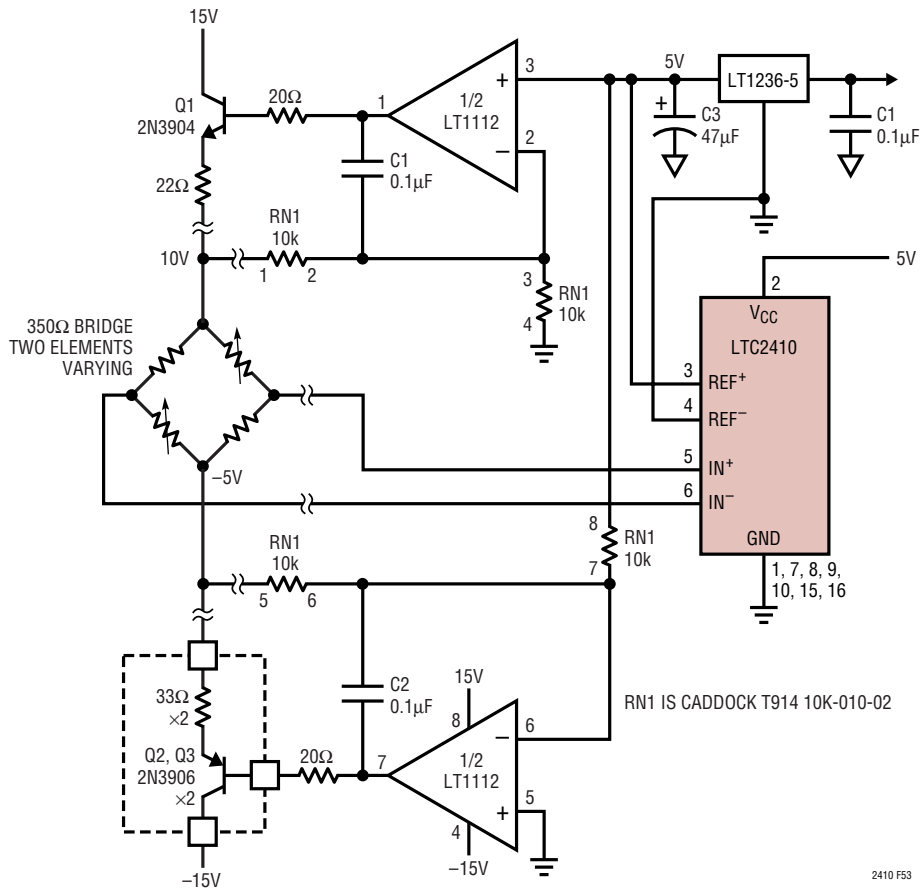 15V
Q1
2N3904
20Ω
1
1/2
LT1112
+
3
−
2
5V
LT1236-5
+
C3
47µF
C1
0.1µF
C1
0.1µF
22Ω
RN1
10k
10V
1
2
3
4
RN1
10k
5V
2
VCC
LTC2410
3
REF+
4
REF−
5
IN+
6
IN−
GND
1, 7, 8, 9,
10, 15, 16
350Ω BRIDGE
TWO ELEMENTS
VARYING
−5V
RN1
10k
5
6
8
RN1
10k
7
C2
0.1µF
15V
8
−
6
1/2
LT1112
7
+
5
4
−15V
33Ω
×2
Q2, Q3
2N3906
×2
20Ω
−15V
RN1 IS CADDOCK T914 10K-010-02
2410 F53